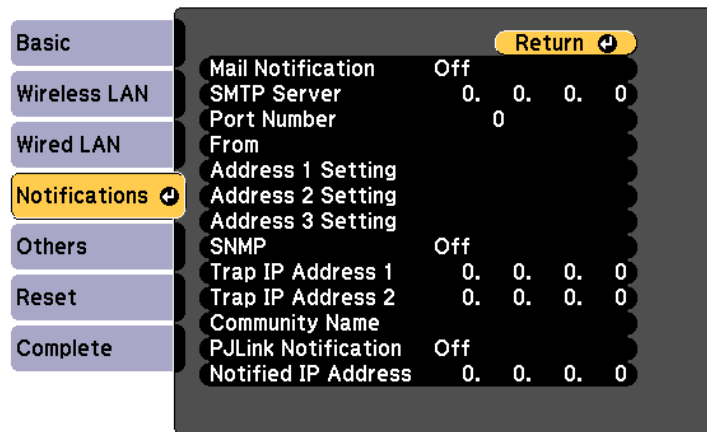 Basic
Wireless LAN
Wired LAN
Notifications
Others
Reset
Complete
Return
Mail Notification Off
SMTP Server 0. 0. 0. 0
Port Number 0
From
Address 1 Setting
Address 2 Setting
Address 3 Setting
SNMP Off
Trap IP Address 1 0. 0. 0. 0
Trap IP Address 2 0. 0. 0. 0
Community Name
PJLink Notification Off
Notified IP Address 0. 0. 0. 0